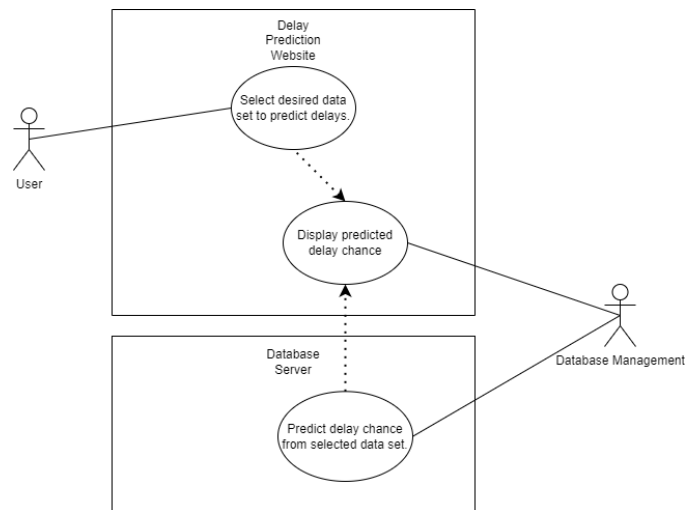 Delay
Prediction
Website
Select desired data
set to predict delays.
User
Display predicted
delay chance
Database Management
Database
Server
Predict delay chance
from selected data set.